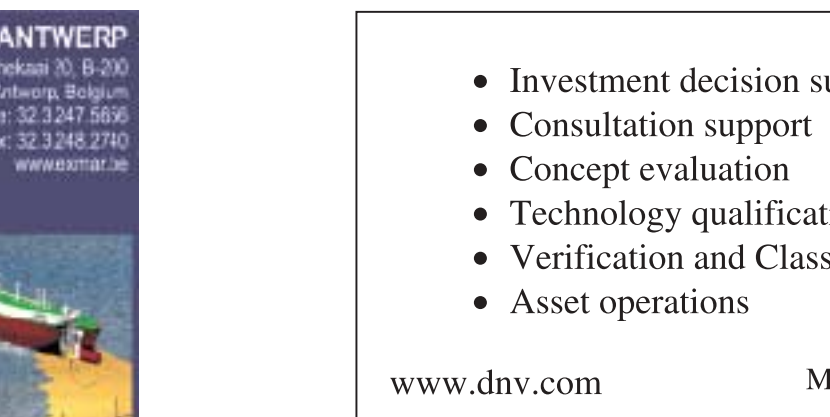 ANTWERP
Belgium
www.exmar.be
• Investment decision su
• Consultation support
• Concept evaluation
• Technology qualificati
• Verification and Class
• Asset operations
www.dnv.com
M